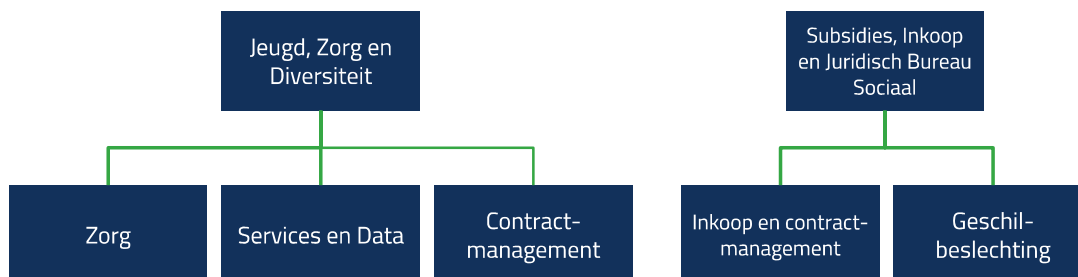 Jeugd, Zorg en
Diversiteit
Subsidies, Inkoop
en Juridisch Bureau
Sociaal
Zorg
Services en Data
Contract-
management
Inkoop en contract-
management
Geschil-
beslechting